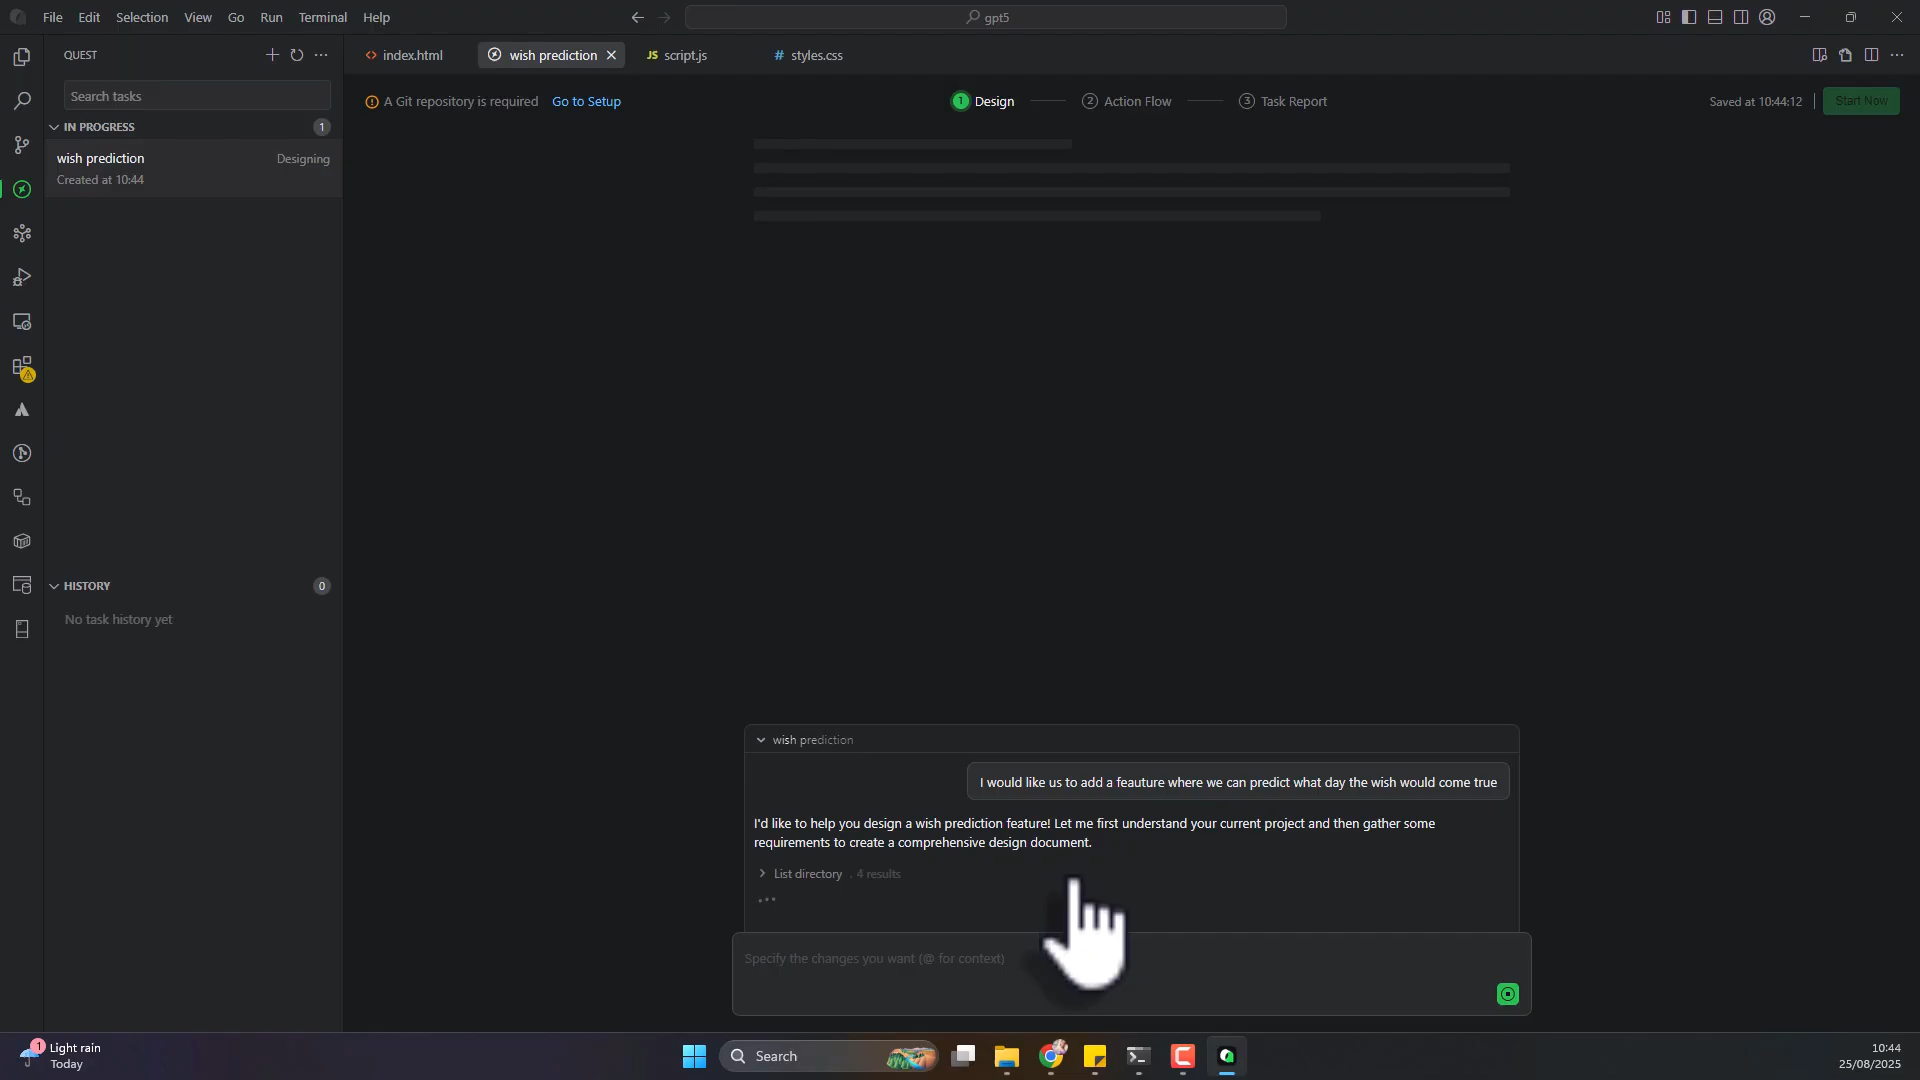 File Edit Selection View Go Run Terminal Help
gpt5
QUEST
index.html
wish prediction
JS script.js
# styles.css
Search tasks
A Git repository is required Go to Setup
1 Design
2 Action Flow
3 Task Report
Saved at 10:44:12
Start Now
IN PROGRESS 1
wish prediction Designing
Created at 10:44
HISTORY 0
No task history yet
wish prediction
I would like us to add a feauture where we can predict what day the wish would come true
I'd like to help you design a wish prediction feature! Let me first understand your current project and then gather some
requirements to create a comprehensive design document.
List directory . 4 results
Specify the changes you want (@ for context)
1
Light rain
Today
Search
10:44
25/08/2025